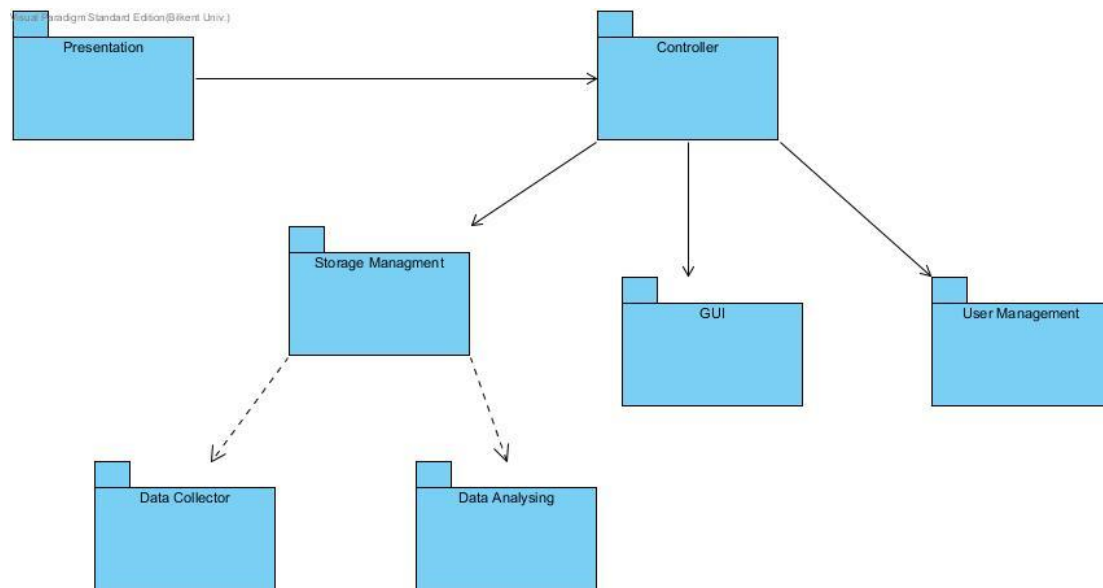 Visual Paradigm Standard Edition(Bilkent Univ.)
Presentation
Controller
Storage Managment
GUI
User Management
Data Collector
Data Analysing